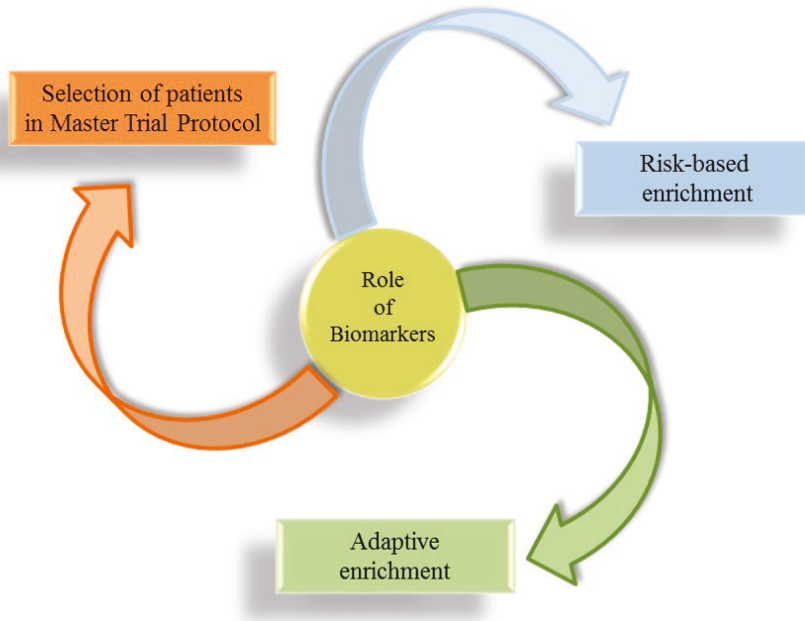 Selection of patients
in Master Trial Protocol
Risk-based
enrichment
Role
of
Biomarkers
Adaptive
enrichment